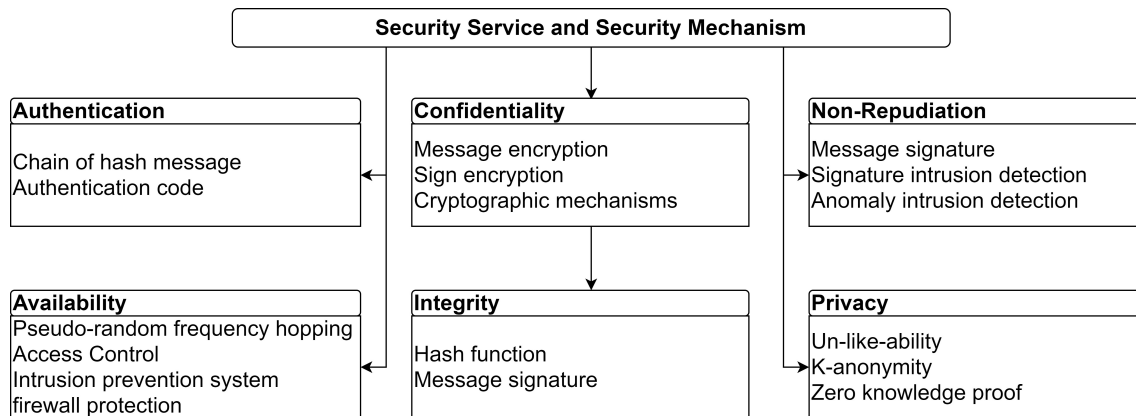 Security Service and Security Mechanism
Authentication
Chain of hash message
Authentication code
Confidentiality
Message encryption
Sign encryption
Cryptographic mechanisms
Non-Repudiation
Message signature
Signature intrusion detection
Anomaly intrusion detection
Availability
Pseudo-random frequency hopping
Access Control
Intrusion prevention system
firewall protection
Integrity
Hash function
Message signature
Privacy
Un-like-ability
K-anonymity
Zero knowledge proof